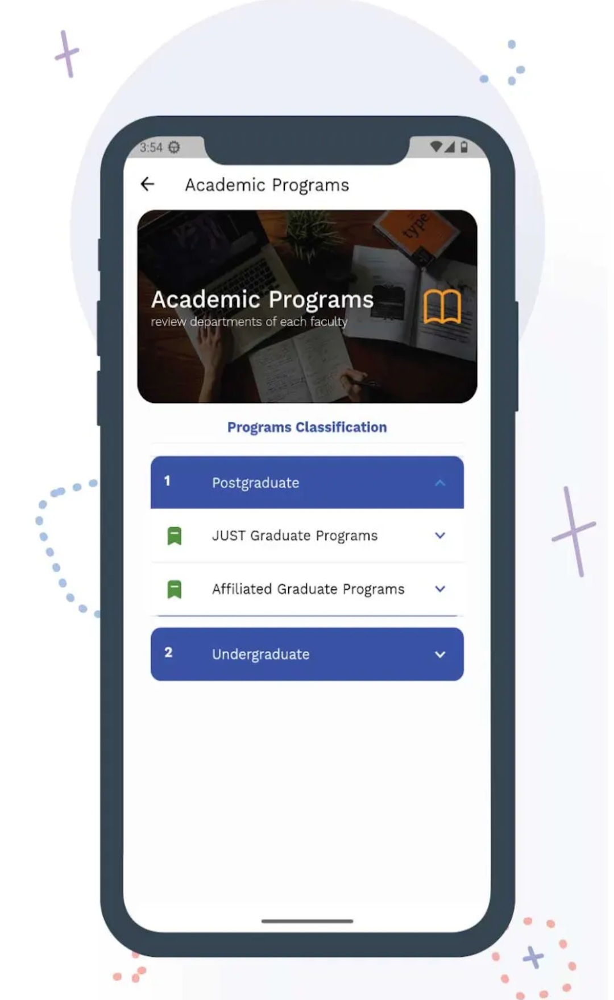 3:54
Academic Programs
type
Academic Programs
review departments of each faculty
Programs Classification
1 Postgraduate
JUST Graduate Programs
Affiliated Graduate Programs
2 Undergraduate